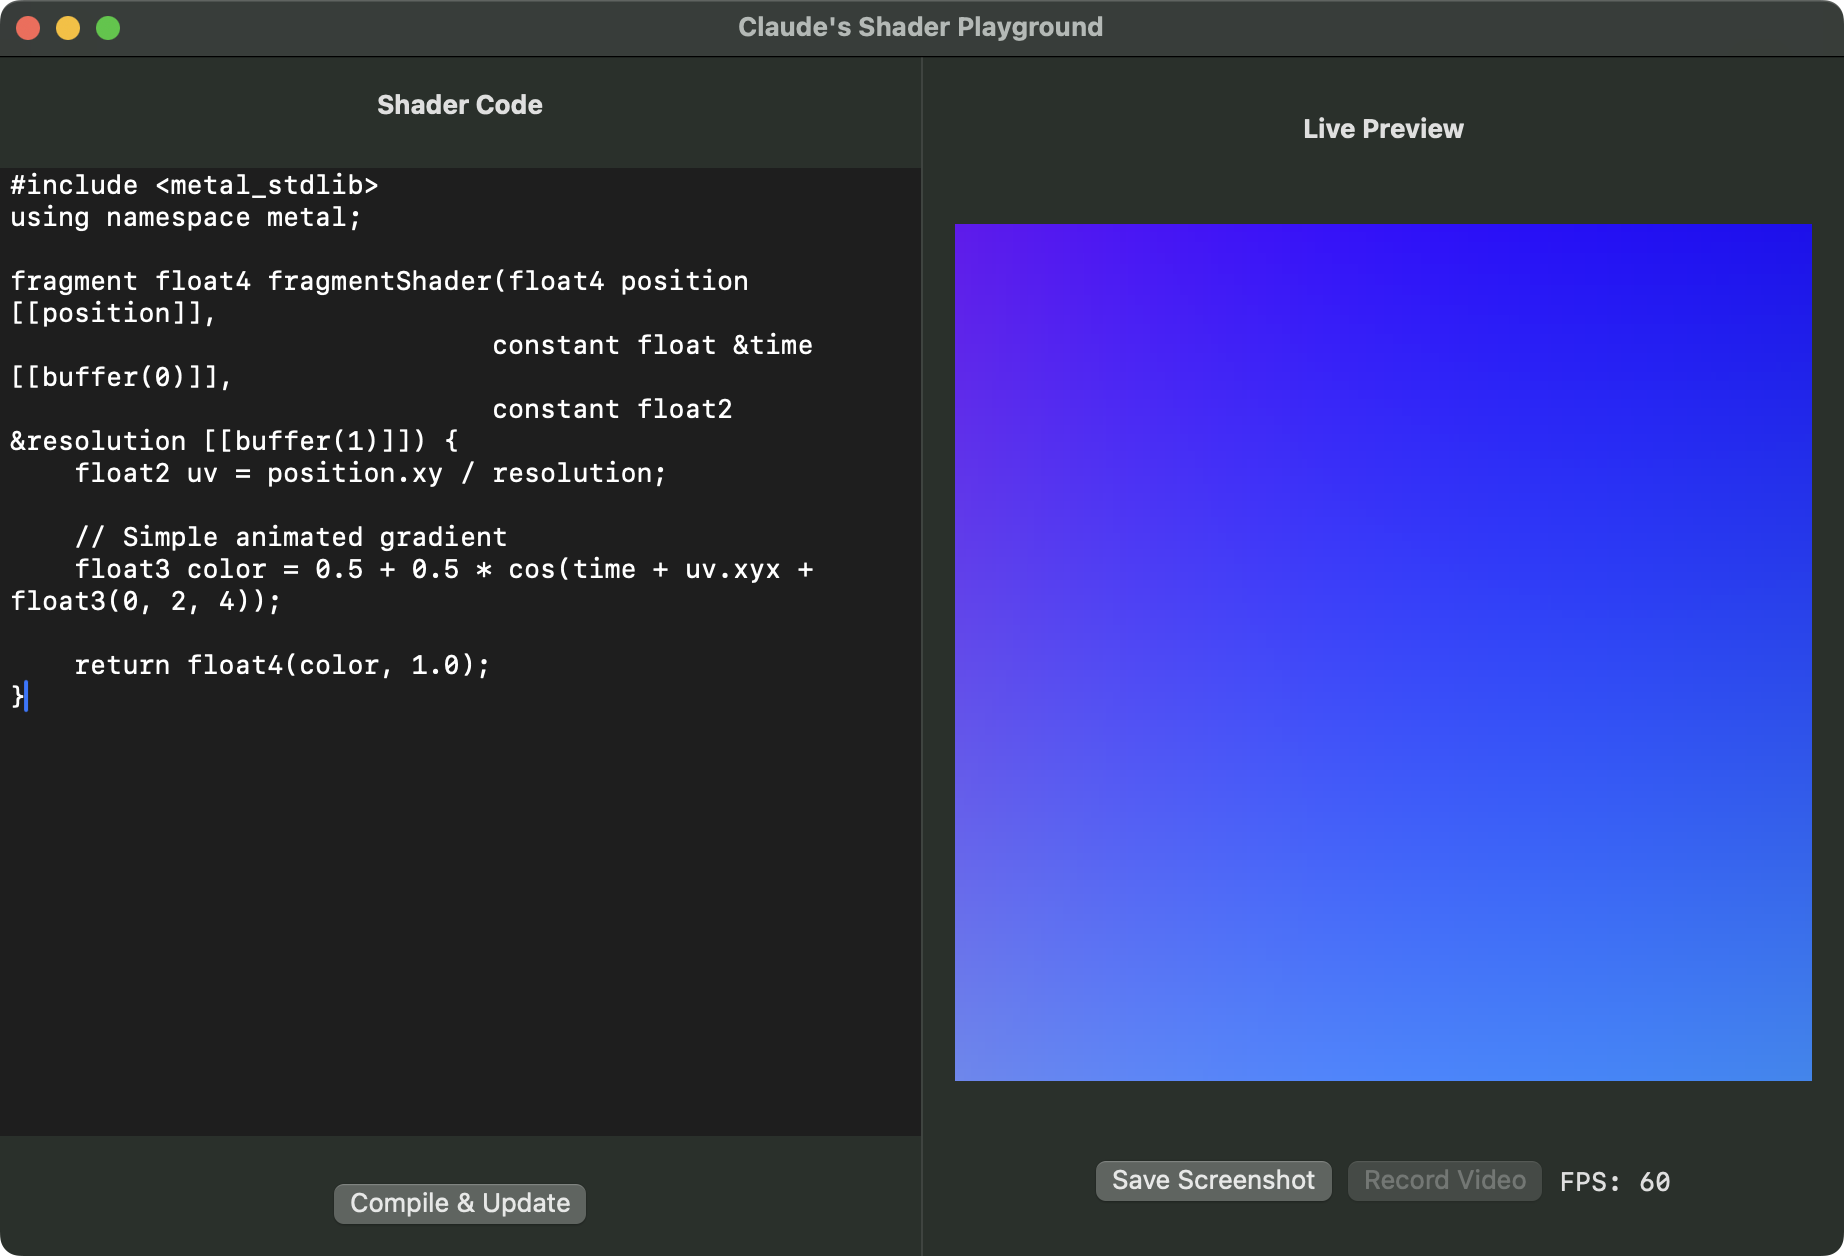 Claude's Shader Playground
Shader Code
#include <metal_stdlib>
using namespace metal;
fragment float4 fragmentShader(float4 position
[[position]],
constant float &time
[[buffer(0)]],
constant float2
&resolution [[buffer(1)]]) {
float2 uv = position.xy / resolution;
// Simple animated gradient
float3 color = 0.5 + 0.5 * cos(time + uv.xyx +
float3(0, 2, 4));
return float4(color, 1.0);
}
Compile & Update
Live Preview
Save Screenshot
Record Video
FPS: 60